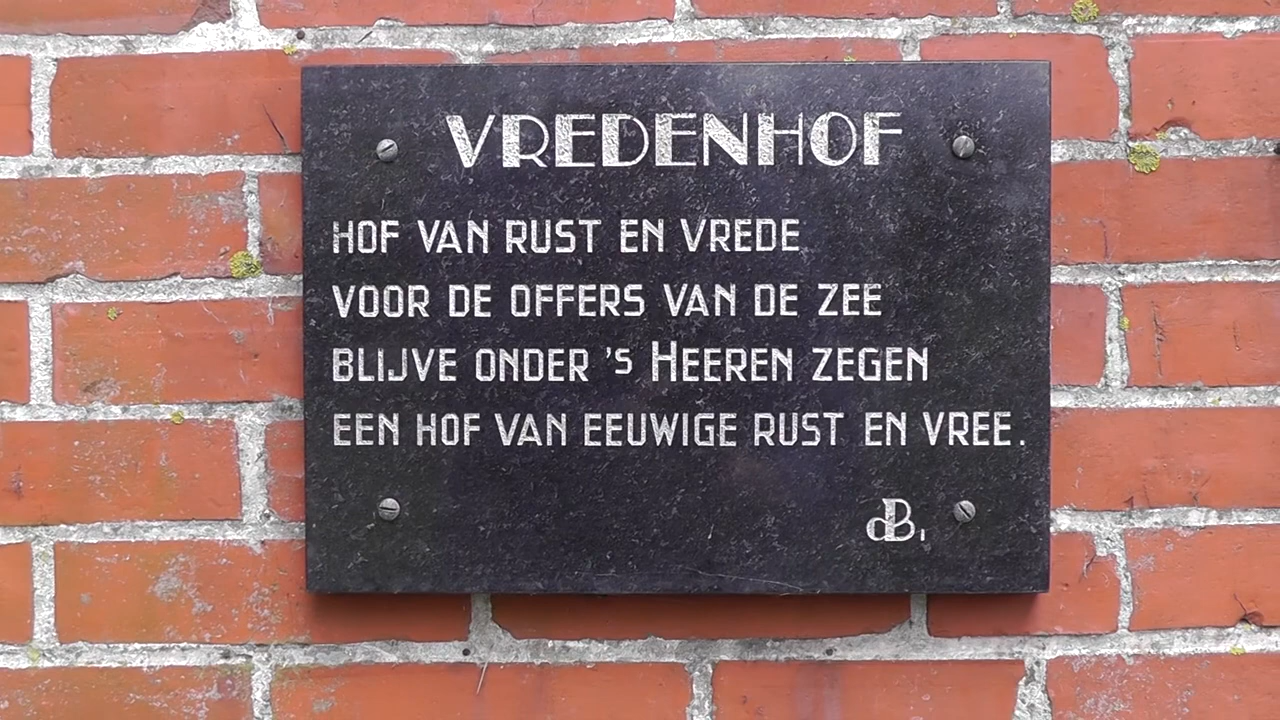 VREDENHOF
HOF VAN RUST EN VREDE
VOOR DE OFFERS VAN DE ZEE
BLIJVE ONDER 's HEEREN ZEGEN
EEN HOF VAN EEUWIGE RUST EN VREE.
dB.